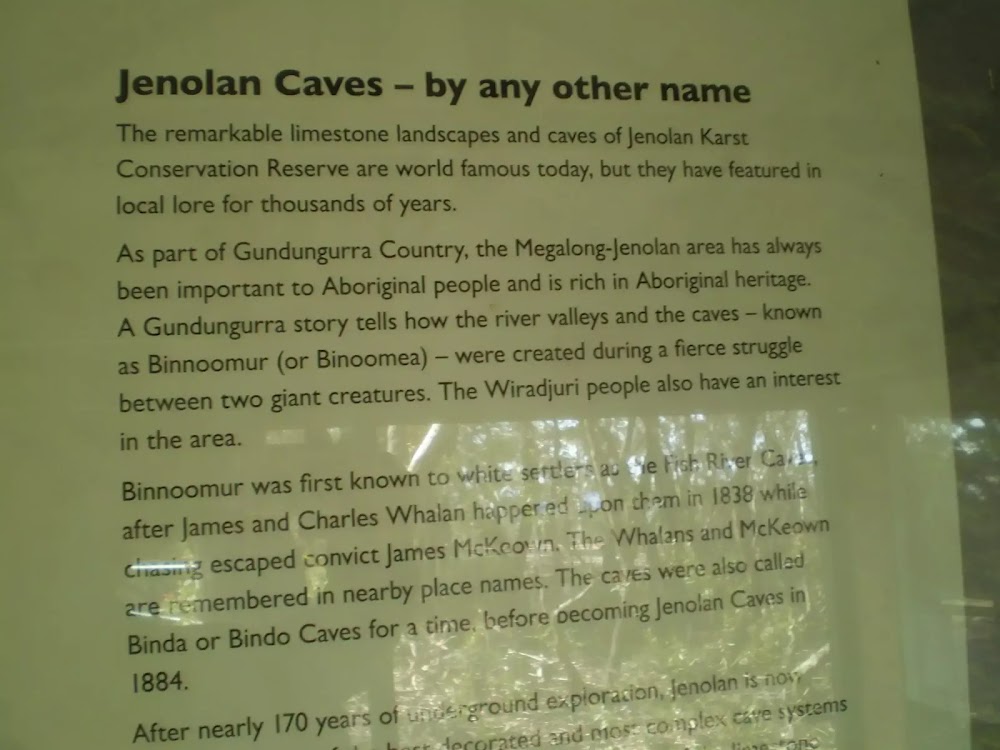 Jenolan Caves – by any other name
The remarkable limestone landscapes and caves of Jenolan Karst
Conservation Reserve are world famous today, but they have featured in
local lore for thousands of years.
As part of Gundungurra Country, the Megalong-Jenolan area has always
been important to Aboriginal people and is rich in Aboriginal heritage.
A Gundungurra story tells how the river valleys and the caves – known
as Binnoomur (or Binoomea) – were created during a fierce struggle
between two giant creatures. The Wiradjuri people also have an interest
in the area.
Binnoomur was first known to white settlers as the Fish River Caves,
after James and Charles Whalan happened upon them in 1838 while
chasing escaped convict James McKeown. The Whalans and McKeown
are remembered in nearby place names. The caves were also called
Binda or Bindo Caves for a time, before becoming Jenolan Caves in
1884.
After nearly 170 years of underground exploration, Jenolan is now
decorated and most complex cave systems